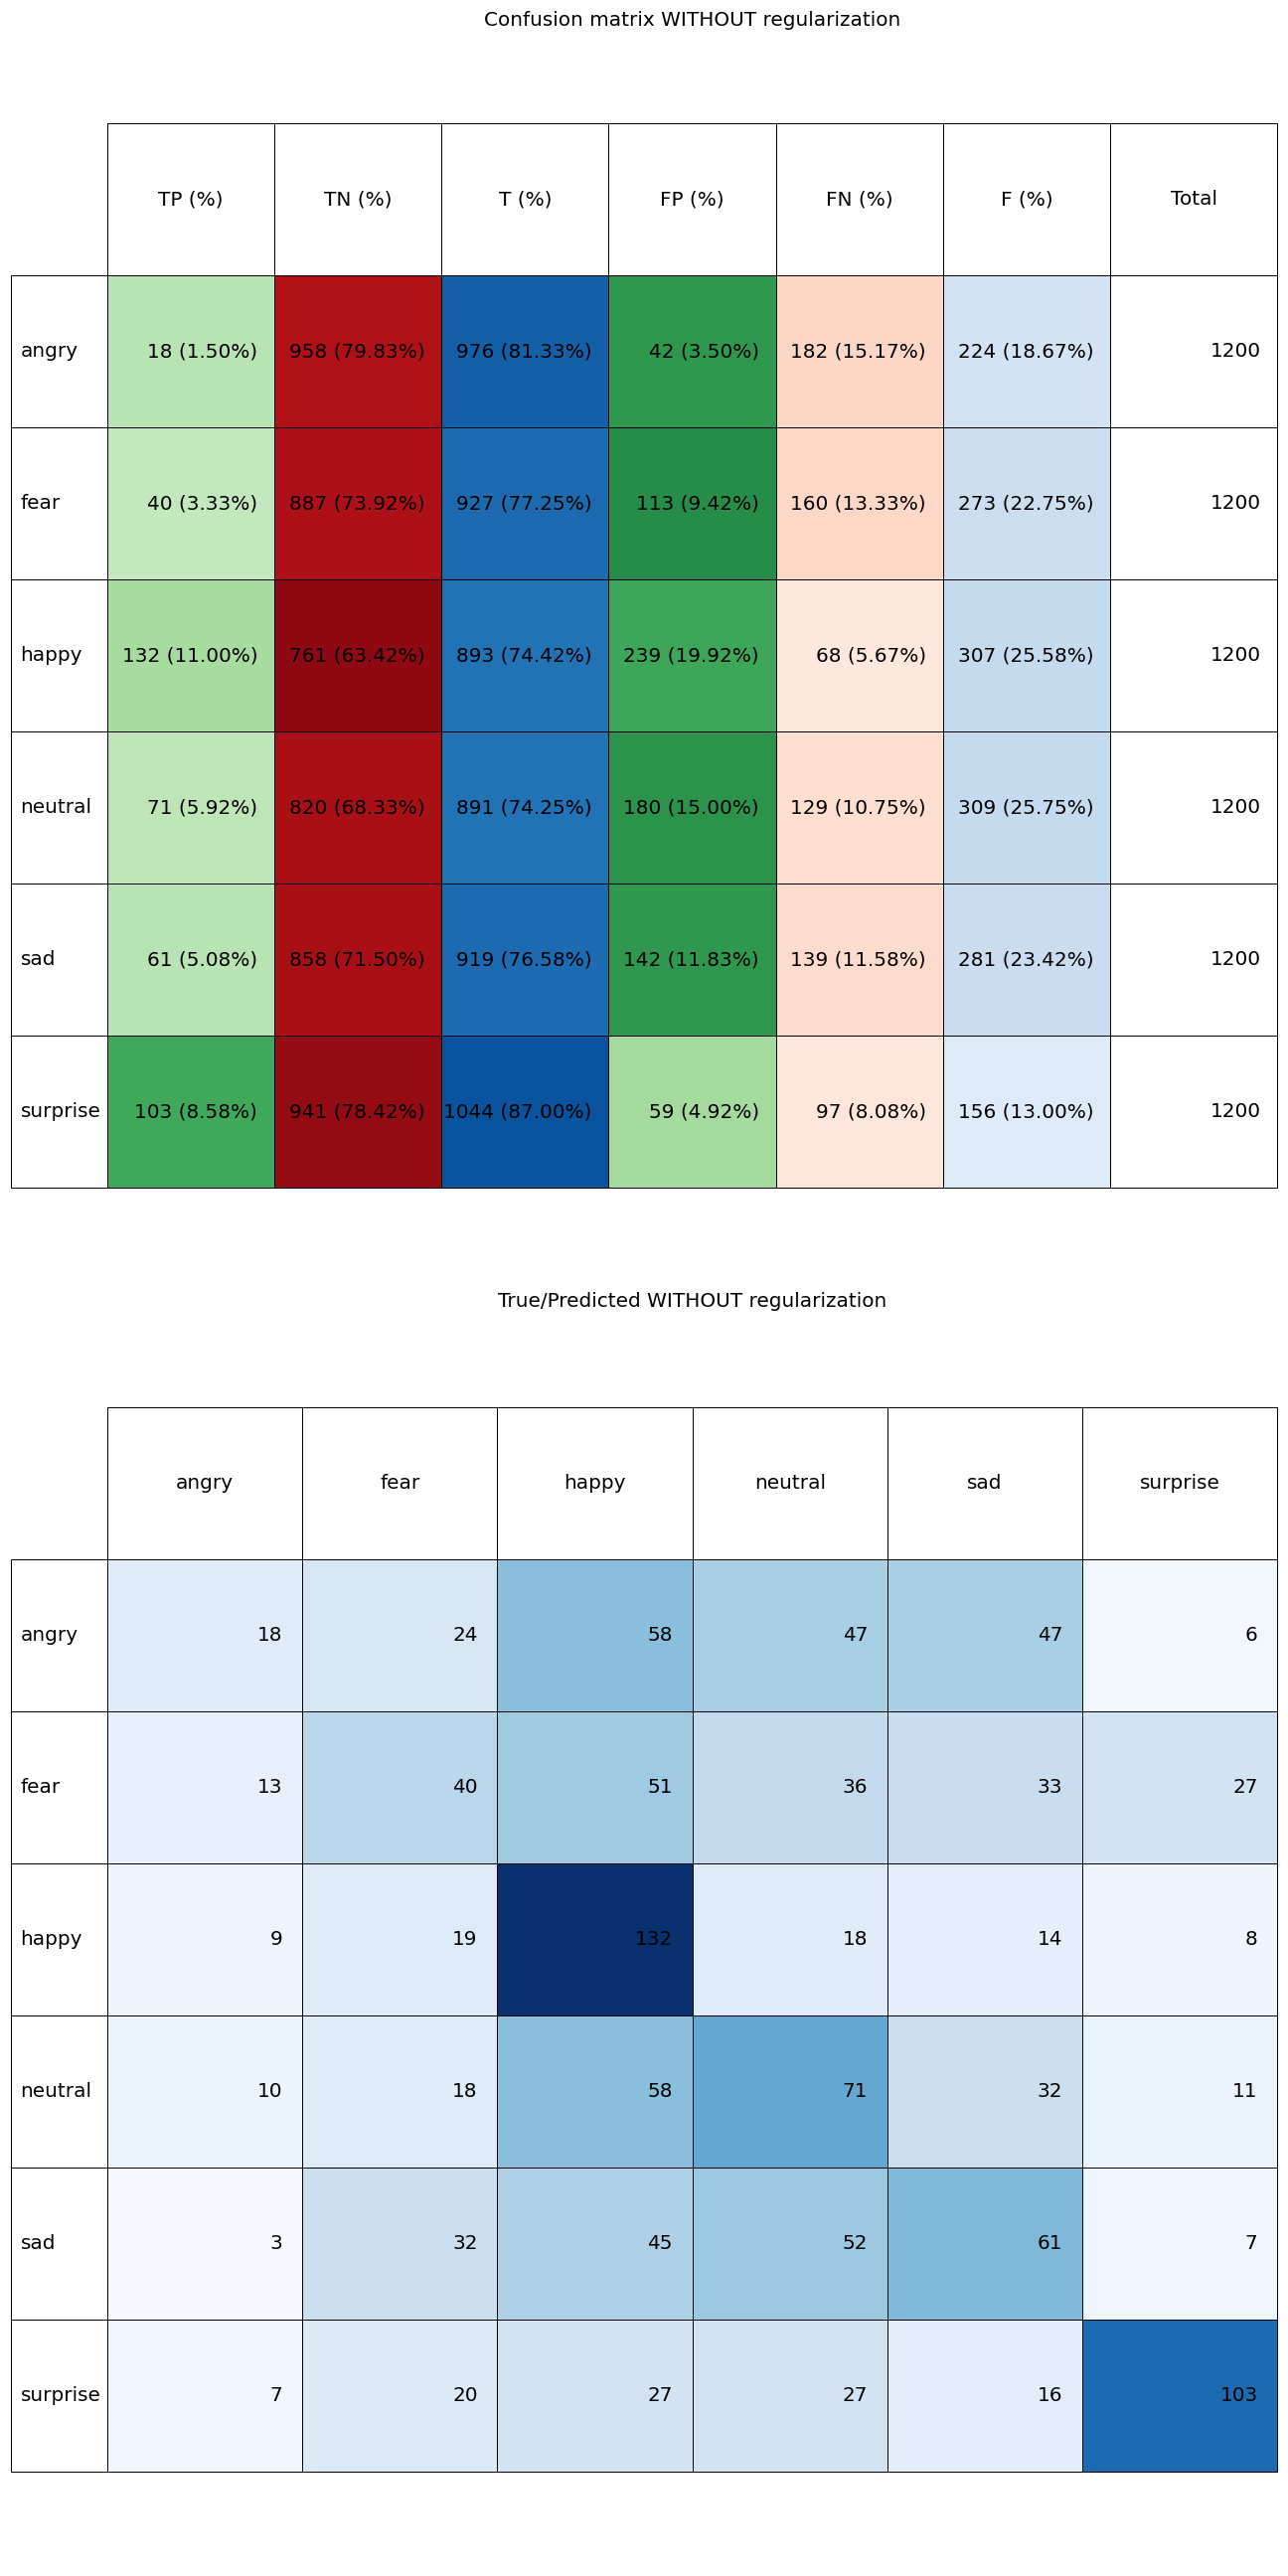 Confusion matrix WITHOUT regularization
TP (%) TN (%) T (%) FP (%) FN (%) F (%) Total
angry 18 (1.50%) 958 (79.83%) 976 (81.33%) 42 (3.50%) 182 (15.17%) 224 (18.67%) 1200
fear 40 (3.33%) 887 (73.92%) 927 (77.25%) 113 (9.42%) 160 (13.33%) 273 (22.75%) 1200
happy 132 (11.00%) 761 (63.42%) 893 (74.42%) 239 (19.92%) 68 (5.67%) 307 (25.58%) 1200
neutral 71 (5.92%) 820 (68.33%) 891 (74.25%) 180 (15.00%) 129 (10.75%) 309 (25.75%) 1200
sad 61 (5.08%) 858 (71.50%) 919 (76.58%) 142 (11.83%) 139 (11.58%) 281 (23.42%) 1200
surprise 103 (8.58%) 941 (78.42%) 1044 (87.00%) 59 (4.92%) 97 (8.08%) 156 (13.00%) 1200
True/Predicted WITHOUT regularization
angry fear happy neutral sad surprise
angry 18 24 58 47 47 6
fear 13 40 51 36 33 27
happy 9 19 132 18 14 8
neutral 10 18 58 71 32 11
sad 3 32 45 52 61 7
surprise 7 20 27 27 16 103